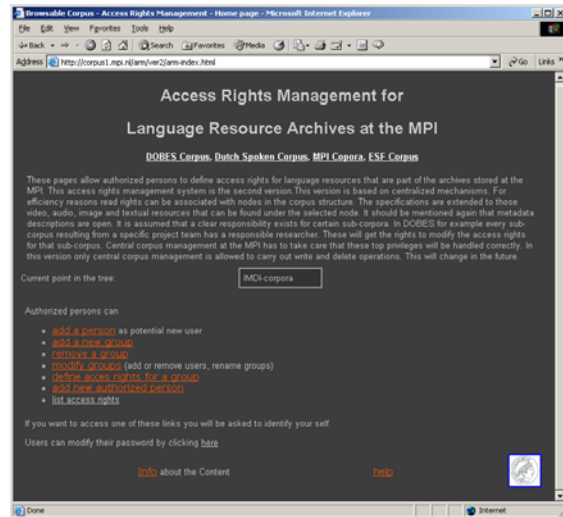 Browsable Corpus - Access Rights Management - Home page - Microsoft Internet Explorer
File Edit View Favorites Tools Help
Back Search Favorites Media
Address http://corpus1.mpi.nl/arm/ver2/arm-index.html Go Links »
Access Rights Management for
Language Resource Archives at the MPI
DOBES Corpus, Dutch Spoken Corpus, MPI Copora, ESF Corpus
These pages allow authorized persons to define access rights for language resources that are part of the archives stored at the
MPI. This access rights management system is the second version.This version is based on centralized mechanisms. For
efficiency reasons read rights can be associated with nodes in the corpus structure. The specifications are extended to those
video, audio, image and textual resources that can be found under the selected node. It should be mentioned again that metadata
descriptions are open. It is assumed that a clear responsibility exists for certain sub-corpora. In DOBES for example every sub-
corpus resulting from a specific project team has a responsible researcher. These will get the rights to modify the access rights
for that sub-corpus. Central corpus management at the MPI has to take care that these top privileges will be handled correctly. In
this version only central corpus management is allowed to carry out write and delete operations. This will change in the future.
Current point in the tree: IMDI-corpora
Authorized persons can
• add a person as potential new user
• add a new group
• remove a group
• modify groups (add or remove users, rename groups)
• define acces rights for a group
• add new authorized person
• list access rights
If you want to access one of these links you will be asked to identify your self.
Users can modify their password by clicking here
Info about the Content help
Done Internet